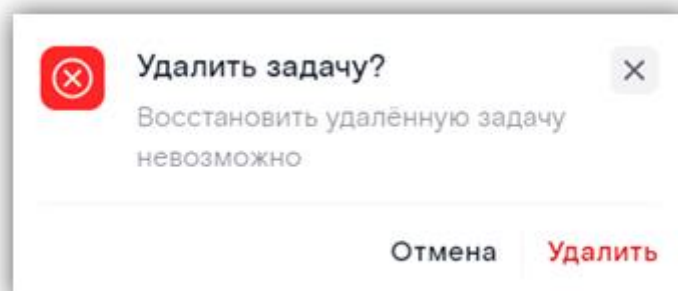 Удалить задачу?
Восстановить удалённую задачу
невозможно
Отмена Удалить